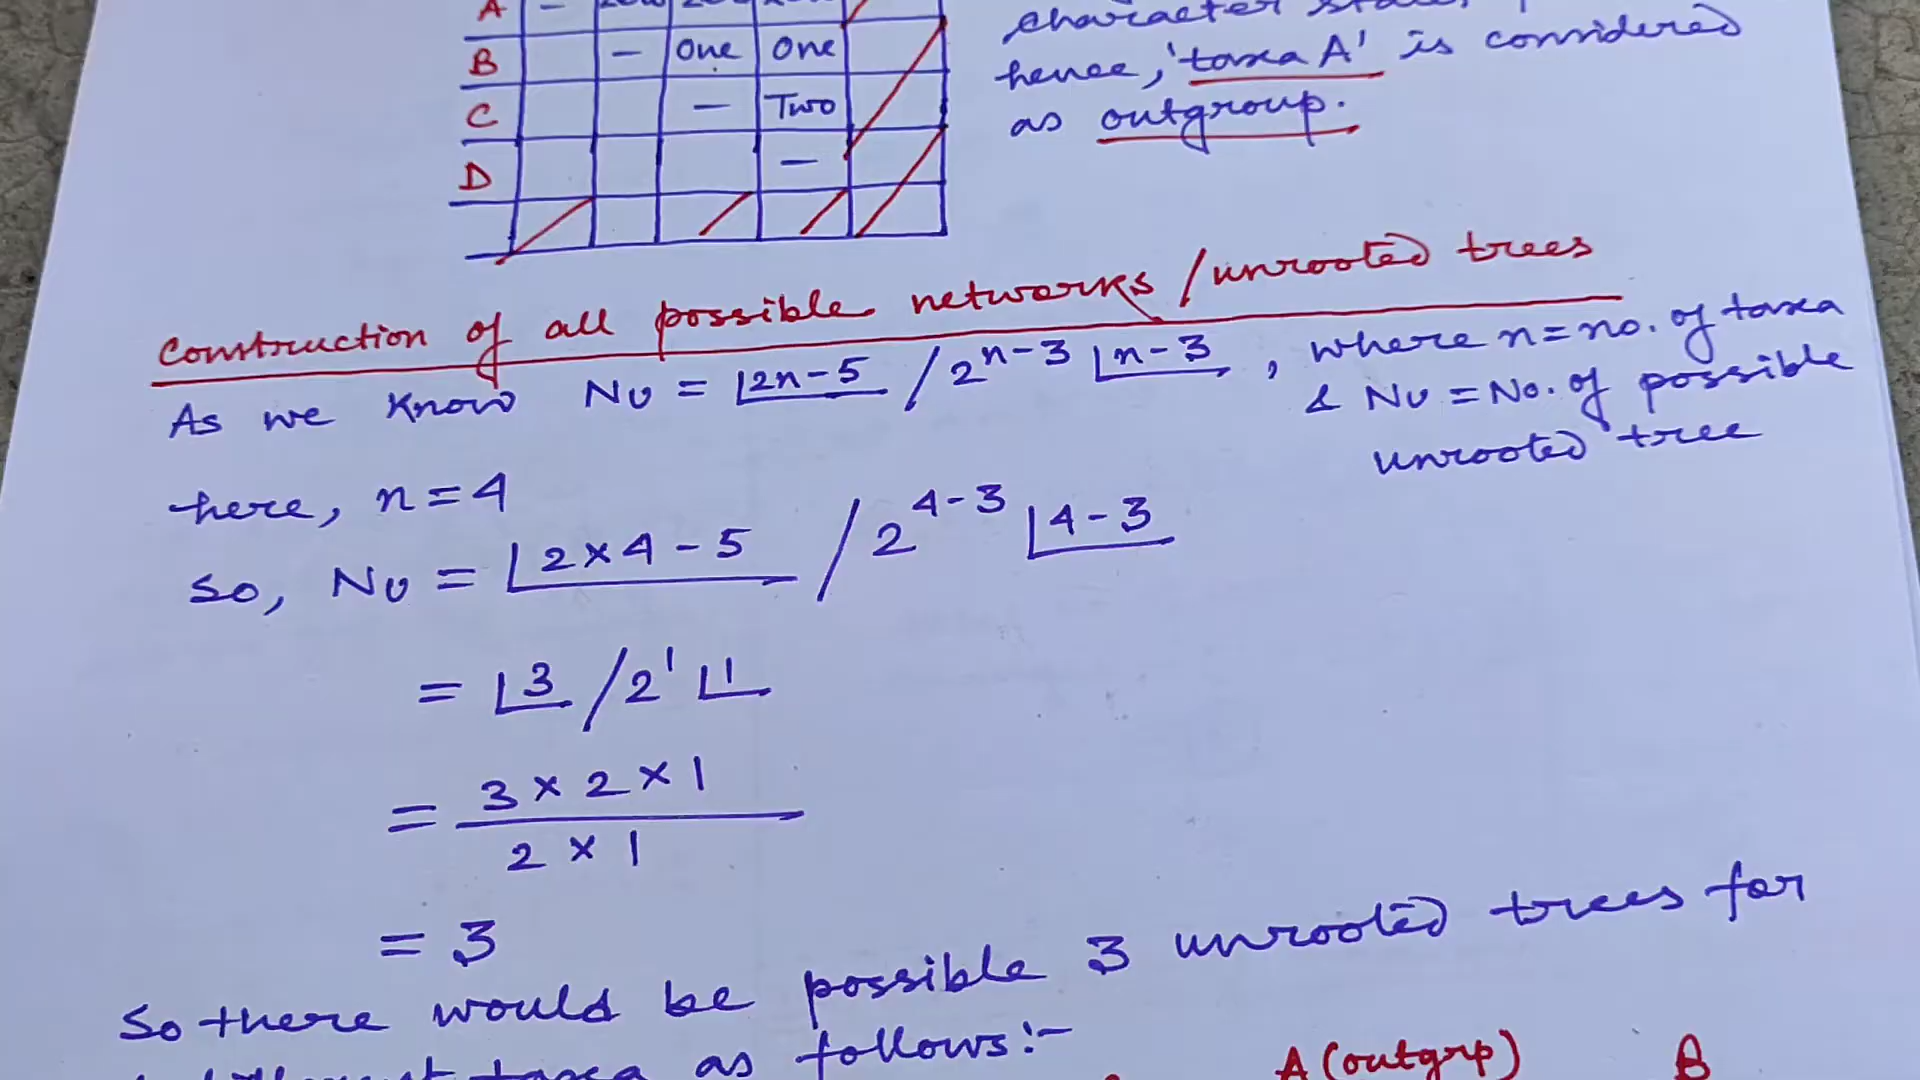 A -
B - One One
C - Two
D -
character
hence, 'taxa A' is considered
as outgroup.
Construction of all possible networks/unrooted trees
As we know NU = ⌊2n-5 / 2^n-3 ⌊n-3 , where n = no. of taxa
& NU = No. of possible
unrooted tree
here, n=4
So, NU = ⌊2×4-5 / 2^4-3 ⌊4-3
= ⌊3 / 2^1 ⌊1
= 3×2×1
2×1
= 3
So there would be possible 3 unrooted trees for
taxa as follows:-
A (outgrp) B